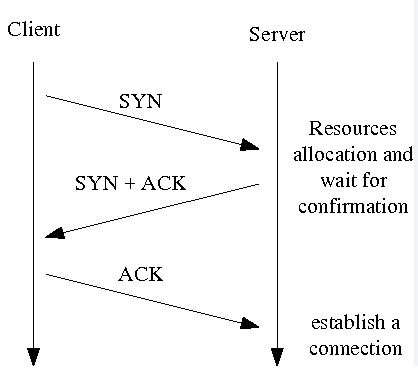 Client
Server
SYN
Resources
allocation and
wait for
confirmation
SYN + ACK
ACK
establish a
connection